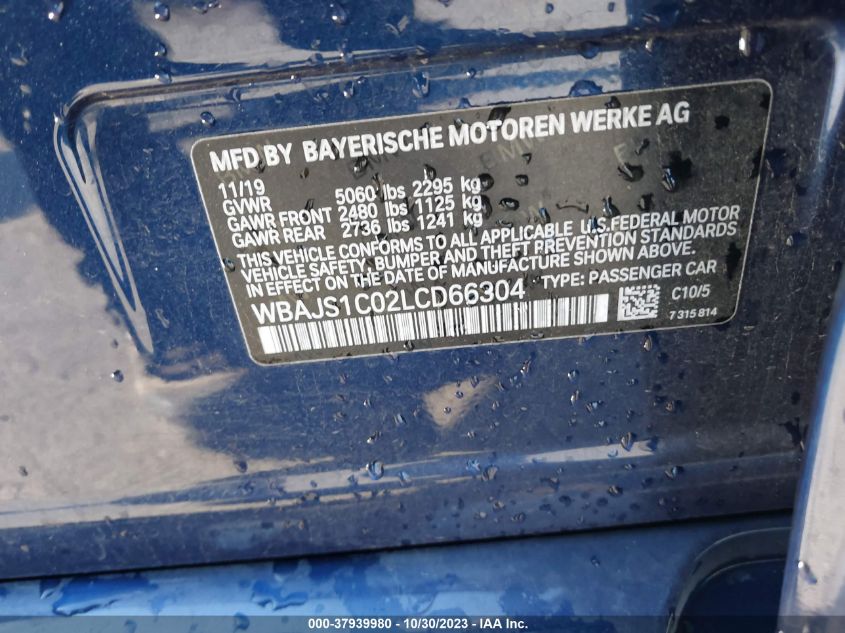 MFD BY BAYERISCHE MOTOREN WERKE AG
11/19
GVWR 5060 lbs 2295 kg
GAWR FRONT 2480 lbs 1125 kg
GAWR REAR 2736 lbs 1241 kg
THIS VEHICLE CONFORMS TO ALL APPLICABLE U.S.FEDERAL MOTOR
VEHICLE SAFETY, BUMPER AND THEFT PREVENTION STANDARDS
IN EFFECT ON THE DATE OF MANUFACTURE SHOWN ABOVE.
WBAJS1C02LCD66304 TYPE: PASSENGER CAR
C10/5
7 315 814
000-37939980 - 10/30/2023 - IAA Inc.